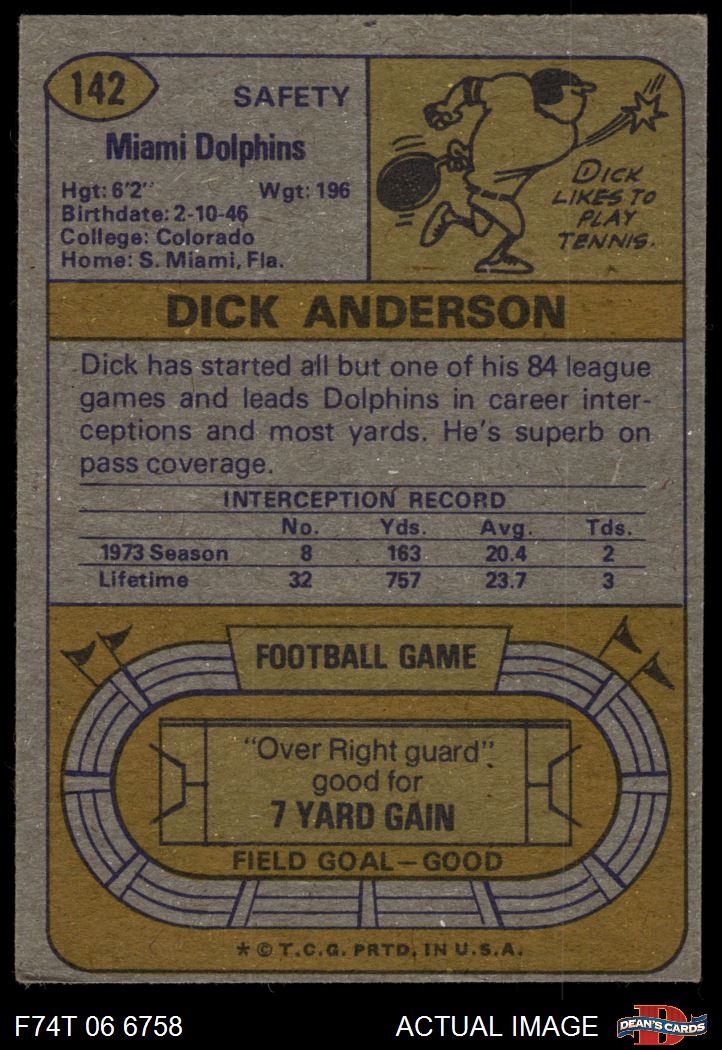 142
SAFETY
Miami Dolphins
Hgt: 6'2" Wgt: 196
Birthdate: 2-10-46
College: Colorado
Home: S. Miami, Fla.
DICK
LIKES TO
PLAY
TENNIS.
DICK ANDERSON
Dick has started all but one of his 84 league
games and leads Dolphins in career inter-
ceptions and most yards. He's superb on
pass coverage.
INTERCEPTION RECORD
No. Yds. Avg. Tds.
1973 Season 8 163 20.4 2
Lifetime 32 757 23.7 3
FOOTBALL GAME
"Over Right guard"
good for
7 YARD GAIN
FIELD GOAL—GOOD
* © T.C.G. PRTD. IN U.S.A.
F74T 06 6758 ACTUAL IMAGE
D
DEAN'S CARDS